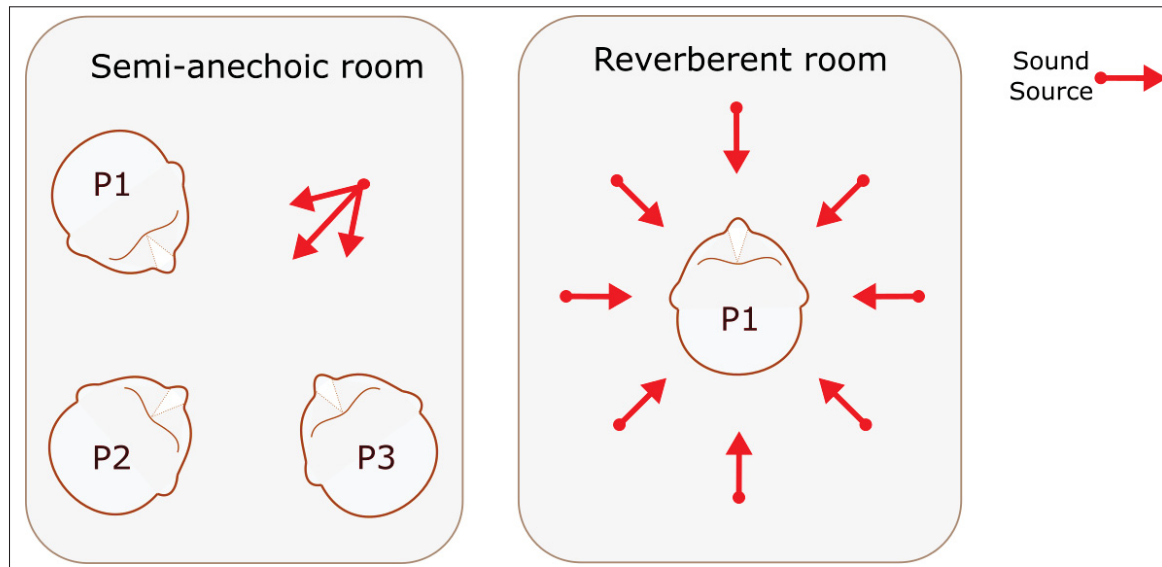 Semi-anechoic room
P1
P2
P3
Reverberent room
P1
Sound
Source